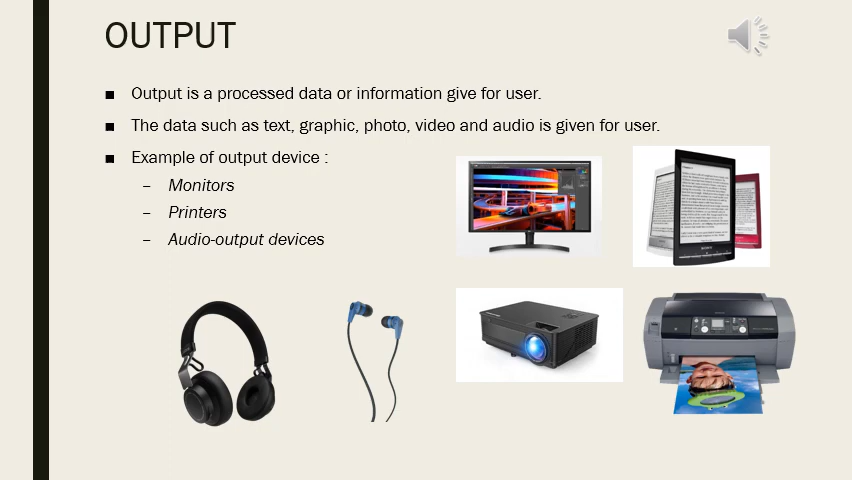 OUTPUT
■ Output is a processed data or information give for user.
■ The data such as text, graphic, photo, video and audio is given for user.
■ Example of output device :
– Monitors
– Printers
– Audio-output devices